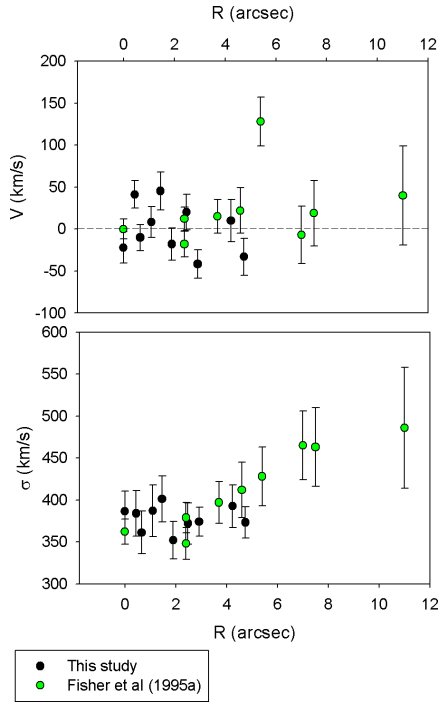 R (arcsec)
0 2 4 6 8 10 12
200
150
100
50
0
-50
-100
V (km/s)
600
550
500
450
400
350
300
σ (km/s)
0 2 4 6 8 10 12
R (arcsec)
This study
Fisher et al (1995a)